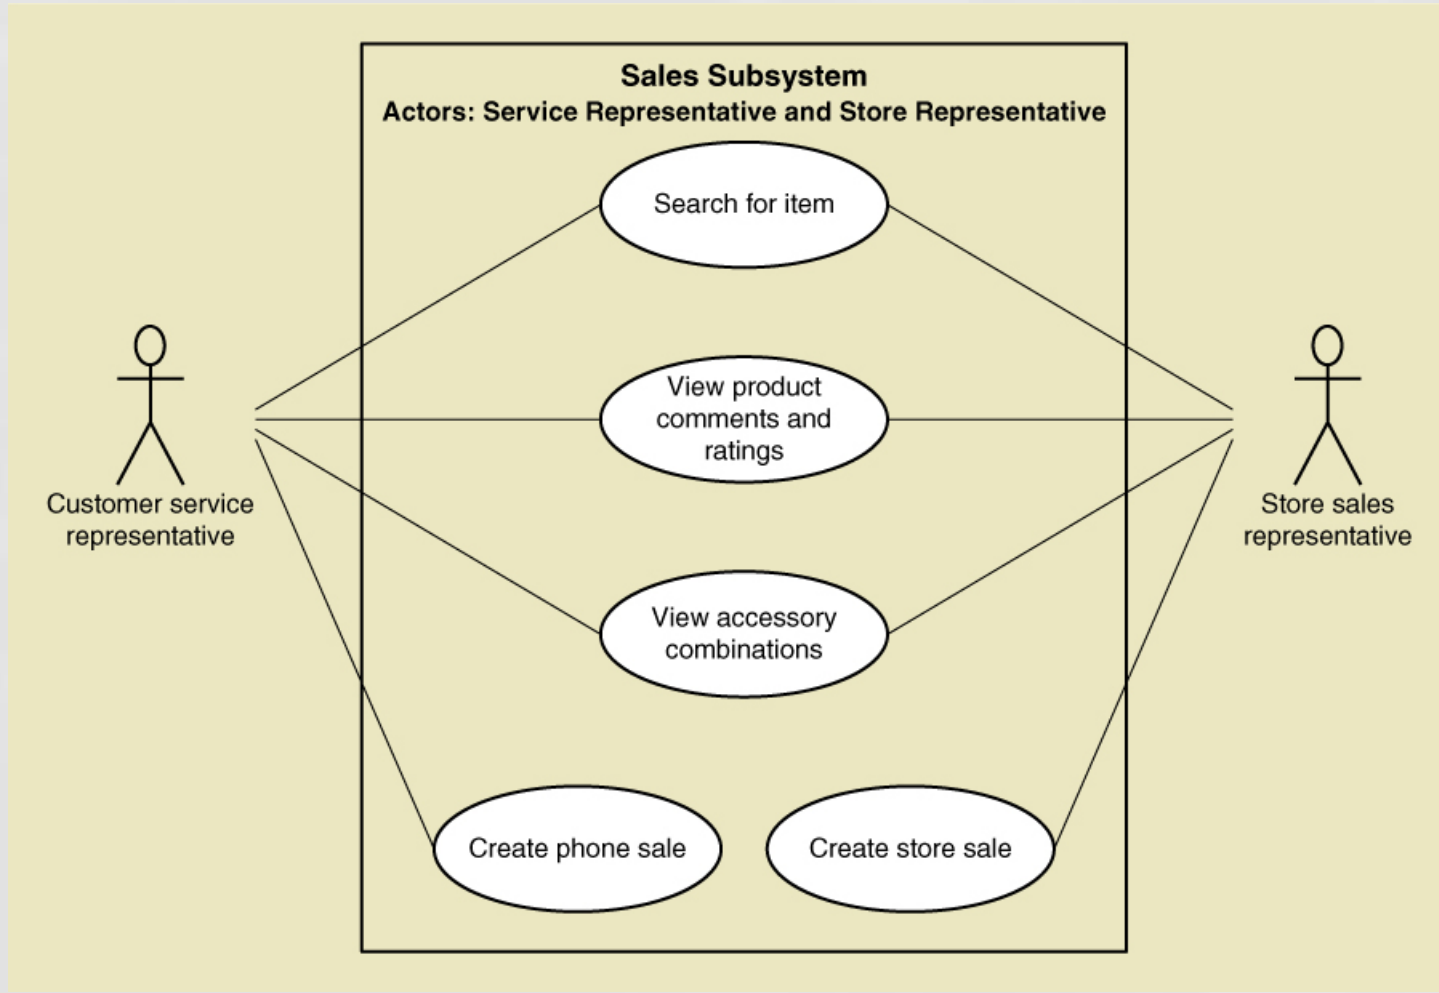 Sales Subsystem
Actors: Service Representative and Store Representative
Search for item
View product
comments and
ratings
Customer service
representative
Store sales
representative
View accessory
combinations
Create phone sale
Create store sale